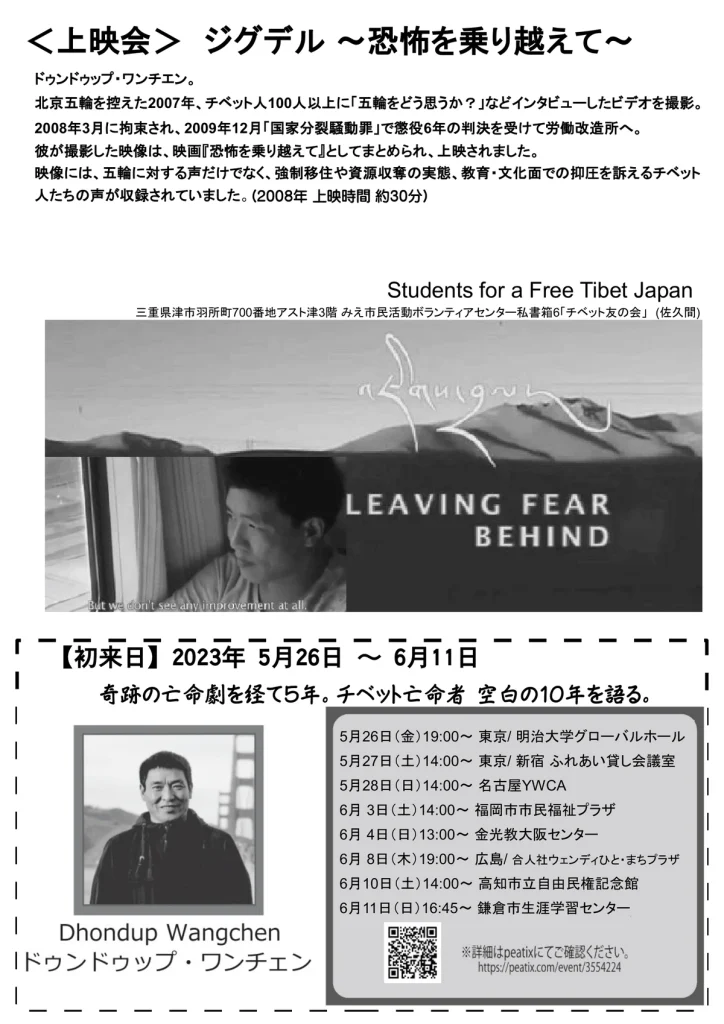 ＜上映会＞ ジグデル ～恐怖を乗り越えて～
ドゥンドゥップ・ワンチェン。
北京五輪を控えた2007年、チベット人100人以上に「五輪をどう思うか？」などインタビューしたビデオを撮影。
2008年3月に拘束され、2009年12月「国家分裂騒動罪」で懲役6年の判決を受けて労働改造所へ。
彼が撮影した映像は、映画『恐怖を乗り越えて』としてまとめられ、上映されました。
映像には、五輪に対する声だけでなく、強制移住や資源収奪の実態、教育・文化面での抑圧を訴えるチベット
人たちの声が収録されていました。(2008年 上映時間 約30分)
Students for a Free Tibet Japan
三重県津市羽所町700番地アスト津3階 みえ市民活動ボランティアセンター私書箱6「チベット友の会」 (佐久間)
LEAVING FEAR
BEHIND
But we don't see any improvement at all.
【初来日】2023年 5月26日 ～ 6月11日
奇跡の亡命劇を経て5年。チベット亡命者 空白の10年を語る。
5月26日（金）19:00～ 東京/ 明治大学グローバルホール
5月27日（土）14:00～ 東京/ 新宿 ふれあい貸し会議室
5月28日（日）14:00～ 名古屋YWCA
6月 3日（土）14:00～ 福岡市市民福祉プラザ
6月 4日（日）13:00～ 金光教大阪センター
6月 8日（木）19:00～ 広島/ 合人社ウェンディひと・まちプラザ
6月10日（土）14:00～ 高知市立自由民権記念館
6月11日（日）16:45～ 鎌倉市生涯学習センター
Dhondup Wangchen
ドゥンドゥップ・ワンチェン
※詳細はpeatixにてご確認ください。
https://peatix.com/event/3554224